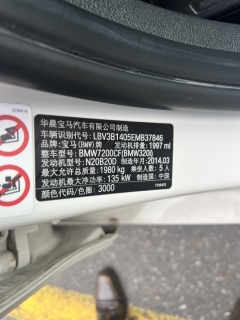 华晨宝马汽车有限公司制造
车辆识别代号: LBV3B1405EMB37846
品牌: 宝马(BMW)牌 发动机排量: 1997 ml
整车型号: BMW7200CF(BMW320i)
发动机型号: N20B20D 制造年月: 2014.03
最大允许总质量: 1980 kg 乘坐人数: 5人
发动机最大净功率: 135 kW 制造国: 中国
颜色代码/色圈: 3000